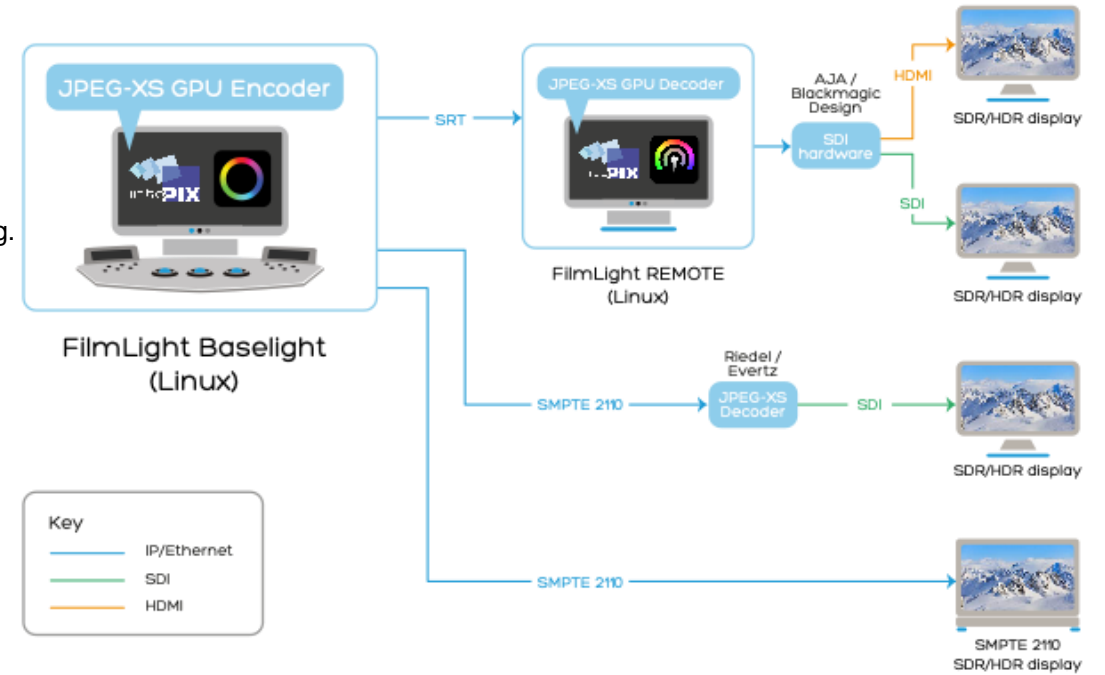 JPEG-XS GPU Encoder
PIX
g.
FilmLight Baselight
(Linux)
SRT
JPEG-XS GPU Decoder
PIX
FilmLight REMOTE
(Linux)
AJA /
Blackmagic
Design
SDI
hardware
HDMI
SDR/HDR display
SDI
SDR/HDR display
SMPTE 2110
Riedel /
Evertz
JPEG-XS
Decoder
SDI
SDR/HDR display
SMPTE 2110
SMPTE 2110
SDR/HDR display
Key
IP/Ethernet
SDI
HDMI